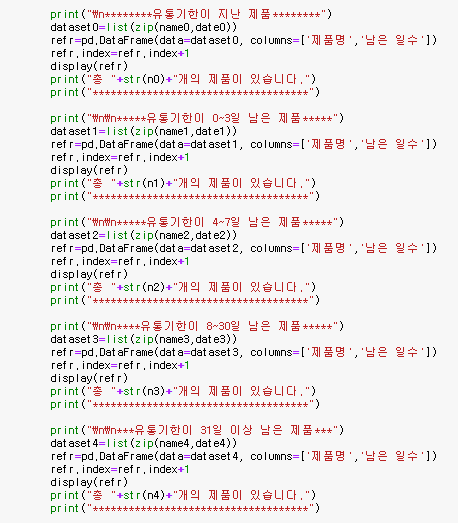 print("₩n********유통기한이 지난 제품********")
dataset0=list(zip(name0,date0))
refr=pd.DataFrame(data=dataset0, columns=['제품명','남은 일수'])
refr.index=refr.index+1
display(refr)
print("총 "+str(n0)+"개의 제품이 있습니다.")
print("************************************")
print("₩n₩n*****유통기한이 0~3일 남은 제품*****")
dataset1=list(zip(name1,date1))
refr=pd.DataFrame(data=dataset1, columns=['제품명','남은 일수'])
refr.index=refr.index+1
display(refr)
print("총 "+str(n1)+"개의 제품이 있습니다.")
print("************************************")
print("₩n₩n*****유통기한이 4~7일 남은 제품*****")
dataset2=list(zip(name2,date2))
refr=pd.DataFrame(data=dataset2, columns=['제품명','남은 일수'])
refr.index=refr.index+1
display(refr)
print("총 "+str(n2)+"개의 제품이 있습니다.")
print("************************************")
print("₩n₩n****유통기한이 8~30일 남은 제품*****")
dataset3=list(zip(name3,date3))
refr=pd.DataFrame(data=dataset3, columns=['제품명','남은 일수'])
refr.index=refr.index+1
display(refr)
print("총 "+str(n3)+"개의 제품이 있습니다.")
print("************************************")
print("₩n₩n***유통기한이 31일 이상 남은 제품***")
dataset4=list(zip(name4,date4))
refr=pd.DataFrame(data=dataset4, columns=['제품명','남은 일수'])
refr.index=refr.index+1
display(refr)
print("총 "+str(n4)+"개의 제품이 있습니다.")
print("************************************")